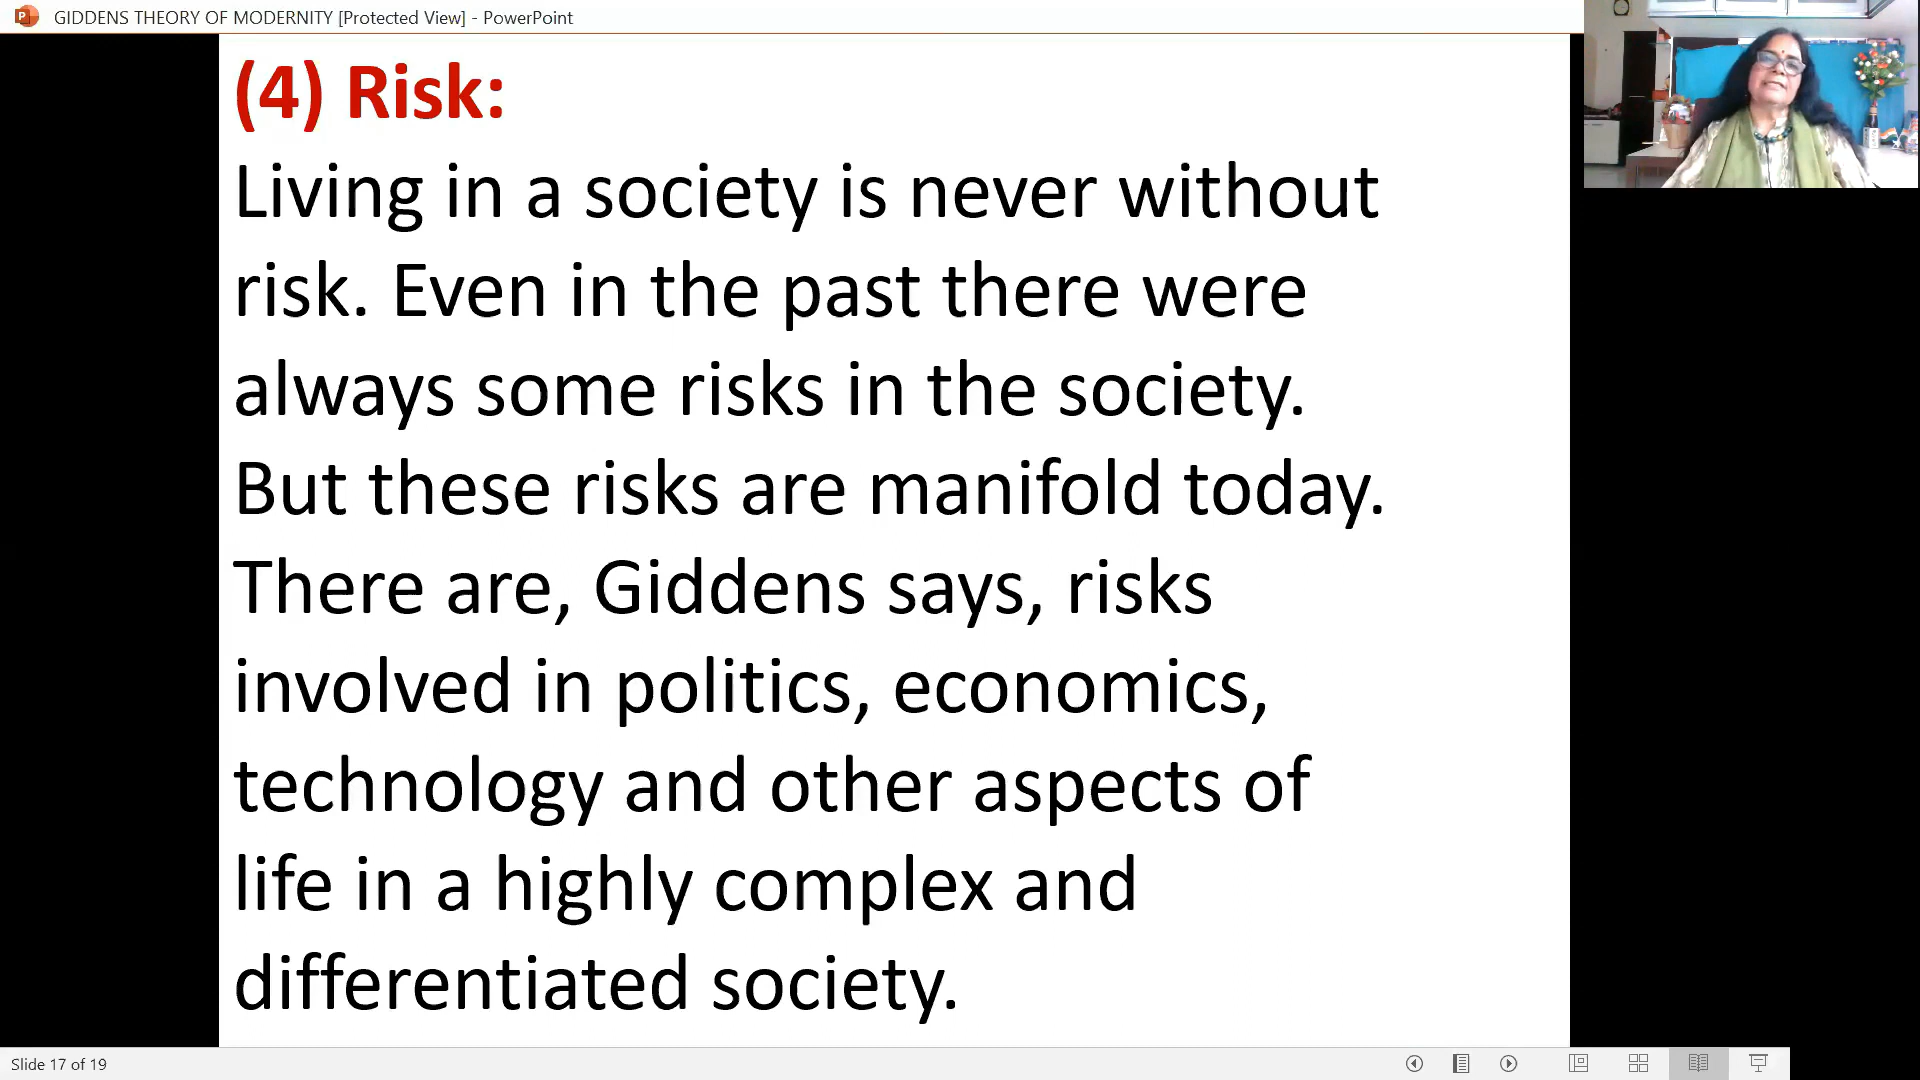 GIDDENS THEORY OF MODERNITY [Protected View] - PowerPoint
(4) Risk:
Living in a society is never without
risk. Even in the past there were
always some risks in the society.
But these risks are manifold today.
There are, Giddens says, risks
involved in politics, economics,
technology and other aspects of
life in a highly complex and
differentiated society.
Slide 17 of 19